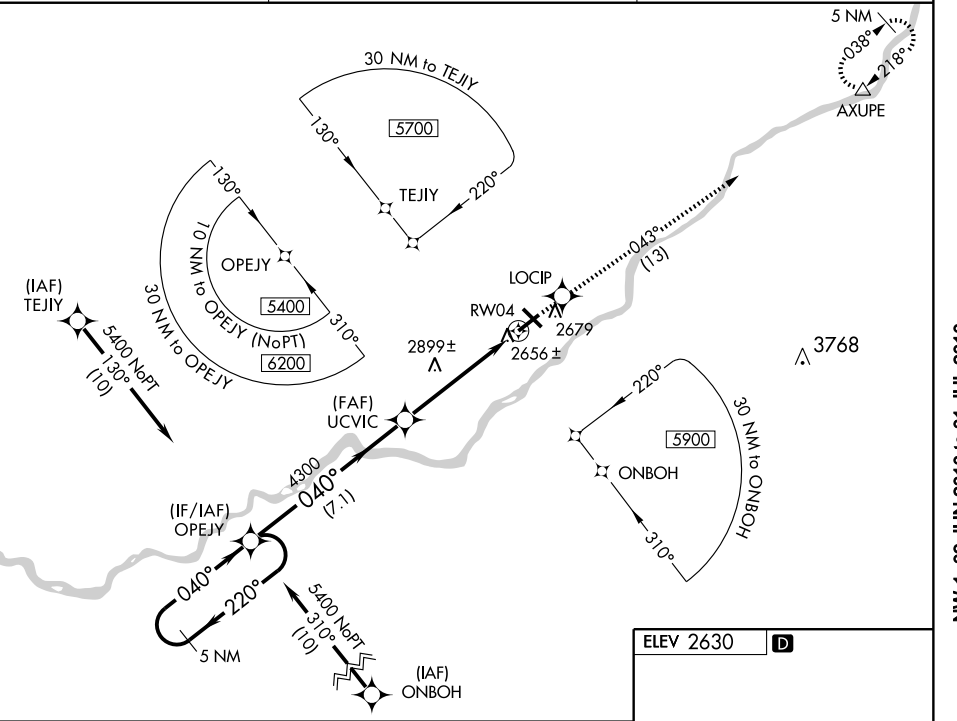 5 NM
038°
218°
AXUPE
30 NM to TEJIY
130°
5700
TEJIY
220°
130°
10 NM to OPEJY (NoPT)
OPEJY
5400
310°
30 NM to OPEJY
6200
(IAF)
TEJIY
5400 NoPT
130°
(10)
043°
(13)
LOCIP
RW04
2679
2656 ±
2899 ±
3768
(FAF)
UCVIC
220°
30 NM to ONBOH
5900
ONBOH
310°
4300
040°
(7.1)
(IF/IAF)
OPEJY
040°
220°
5 NM
5400 NoPT
310°
(10)
(IAF)
ONBOH
ELEV 2630
D